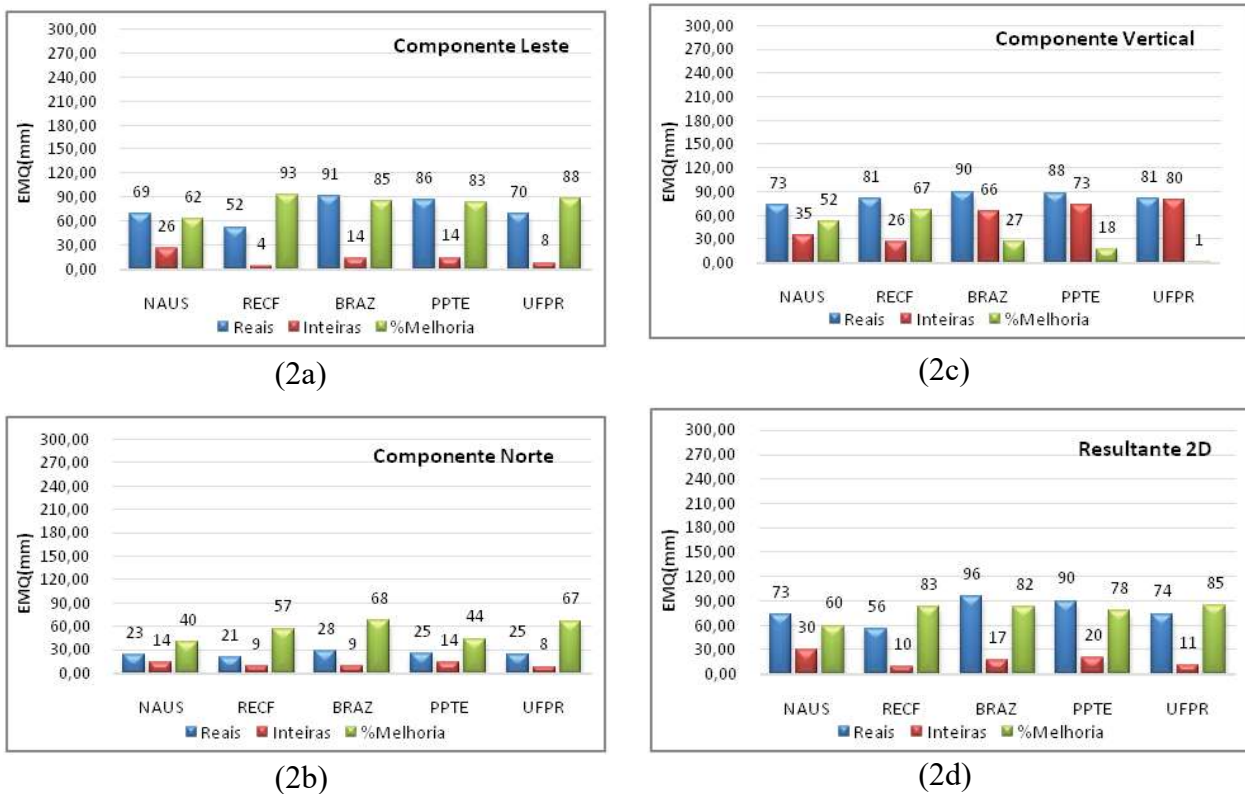 Componente Leste
300,00
270,00
240,00
210,00
180,00
150,00
120,00
90,00
60,00
30,00
0,00
EMQ(mm)
69 26 62 52 4 93 91 14 85 86 14 83 70 8 88
NAUS RECF BRAZ PPTE UFPR
Reais Inteiras %Melhoria
(2a)
Componente Vertical
300,00
270,00
240,00
210,00
180,00
150,00
120,00
90,00
60,00
30,00
0,00
EMQ(mm)
73 35 52 81 26 67 90 66 27 88 73 18 81 80 1
NAUS RECF BRAZ PPTE UFPR
Reais Inteiras %Melhoria
(2c)
Componente Norte
300,00
270,00
240,00
210,00
180,00
150,00
120,00
90,00
60,00
30,00
0,00
EMQ(mm)
23 14 40 21 9 57 28 9 68 25 14 44 25 8 67
NAUS RECF BRAZ PPTE UFPR
Reais Inteiras %Melhoria
(2b)
Resultante 2D
300,00
270,00
240,00
210,00
180,00
150,00
120,00
90,00
60,00
30,00
0,00
EMQ(mm)
73 30 60 56 10 83 96 17 82 90 20 78 74 11 85
NAUS RECF BRAZ PPTE UFPR
Reais Inteiras %Melhoria
(2d)